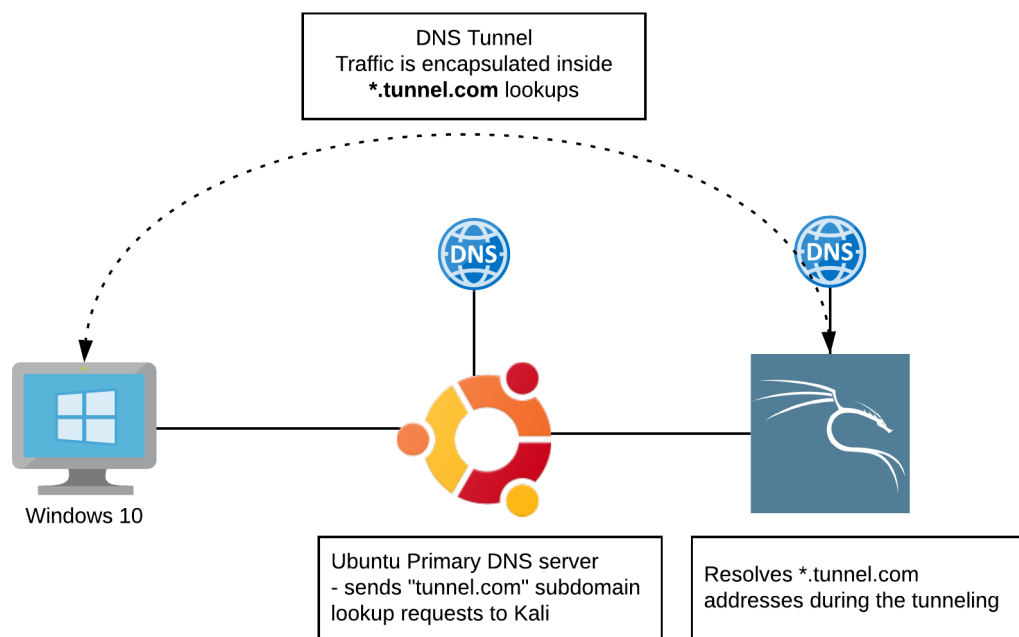 DNS Tunnel
Traffic is encapsulated inside
*.tunnel.com lookups
DNS
DNS
Windows 10
Ubuntu Primary DNS server
- sends "tunnel.com" subdomain
lookup requests to Kali
Resolves *.tunnel.com
addresses during the tunneling